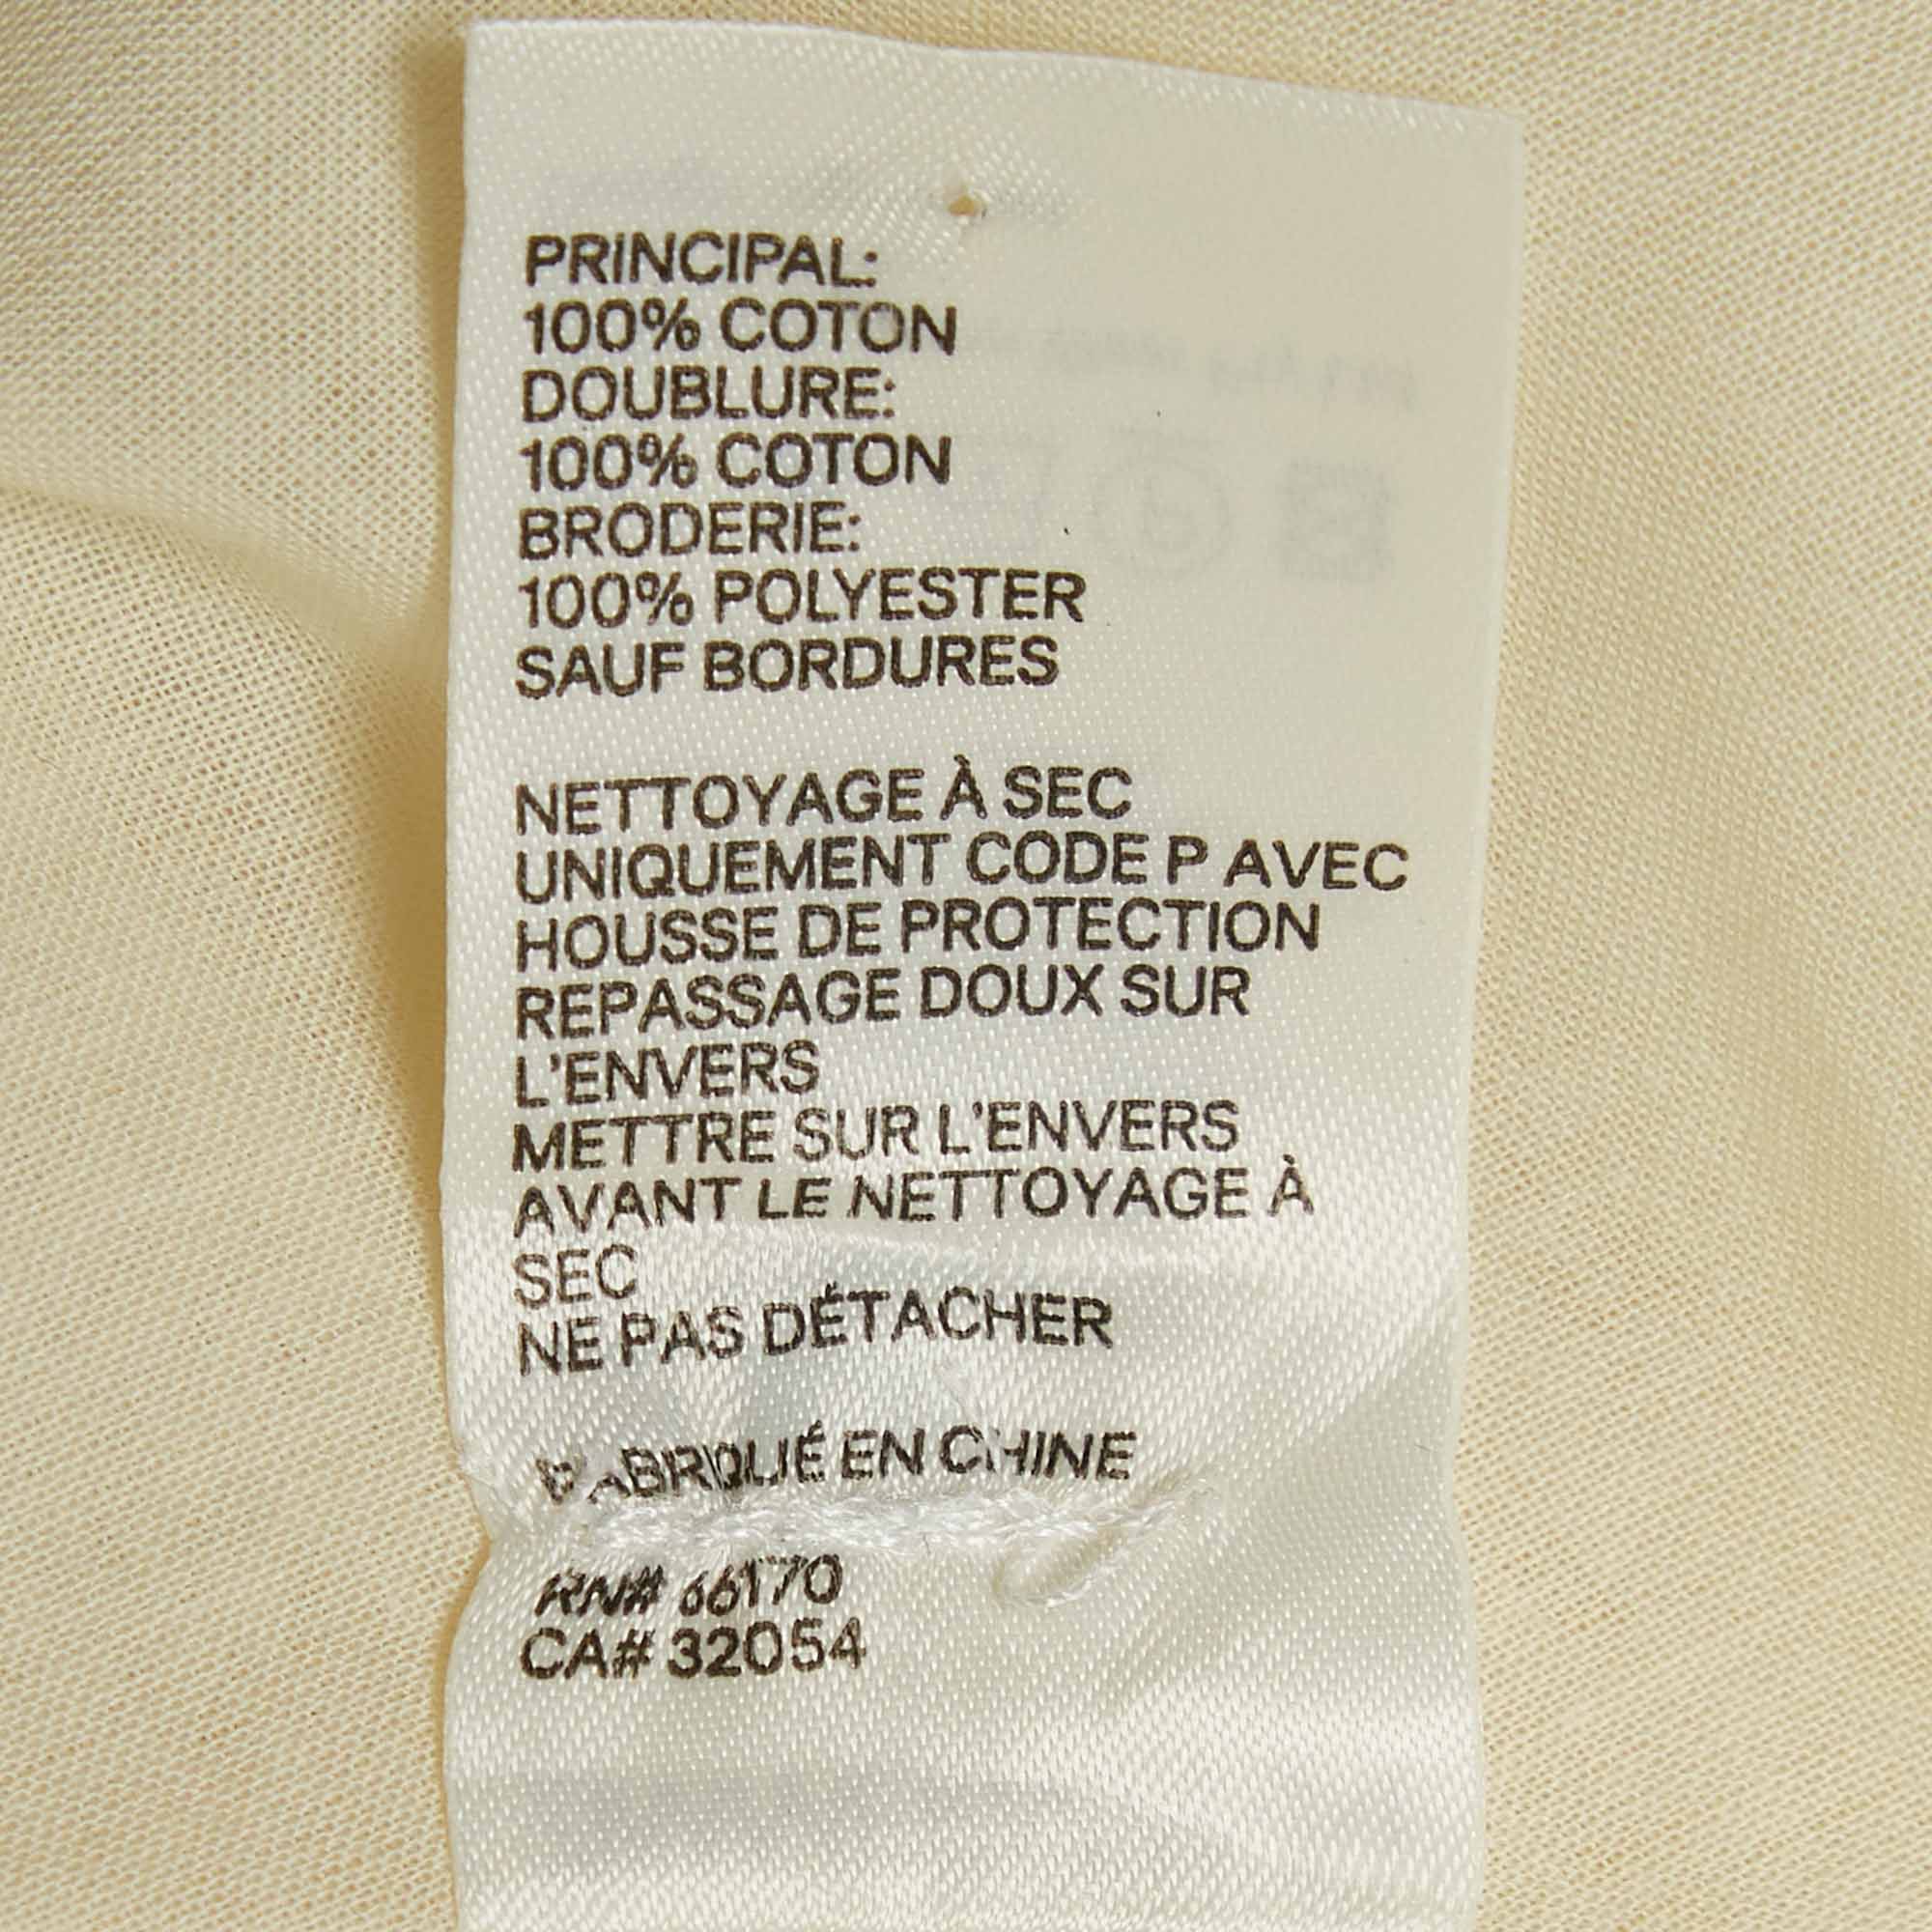 PRINCIPAL:
100% COTON
DOUBLURE:
100% COTON
BRODERIE:
100% POLYESTER
SAUF BORDURES
NETTOYAGE À SEC
UNIQUEMENT CODE P AVEC
HOUSSE DE PROTECTION
REPASSAGE DOUX SUR
L'ENVERS
METTRE SUR L'ENVERS
AVANT LE NETTOYAGE À
SEC
NE PAS DÉTACHER
FABRIQUÉ EN CHINE
RN# 66170
CA# 32054